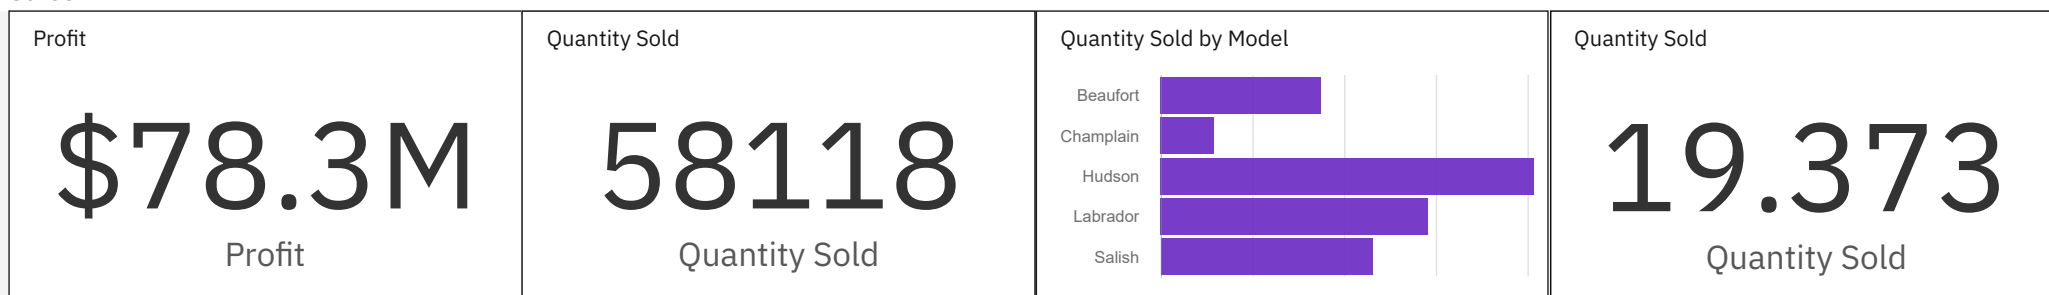 Profit
$78.3M
Profit
Quantity Sold
58118
Quantity Sold
Quantity Sold by Model
Beaufort
Champlain
Hudson
Labrador
Salish
Quantity Sold
19.373
Quantity Sold